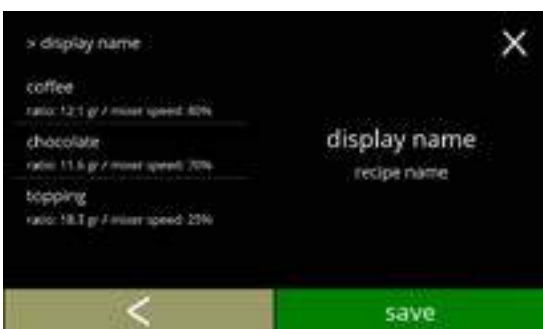 > display name
coffee
ratio: 12.1 gr / mixer speed: 80%
chocolate
ratio: 11.6 gr / mixer speed: 70%
topping
ratio: 18.3 gr / mixer speed: 25%
display name
recipe name
save